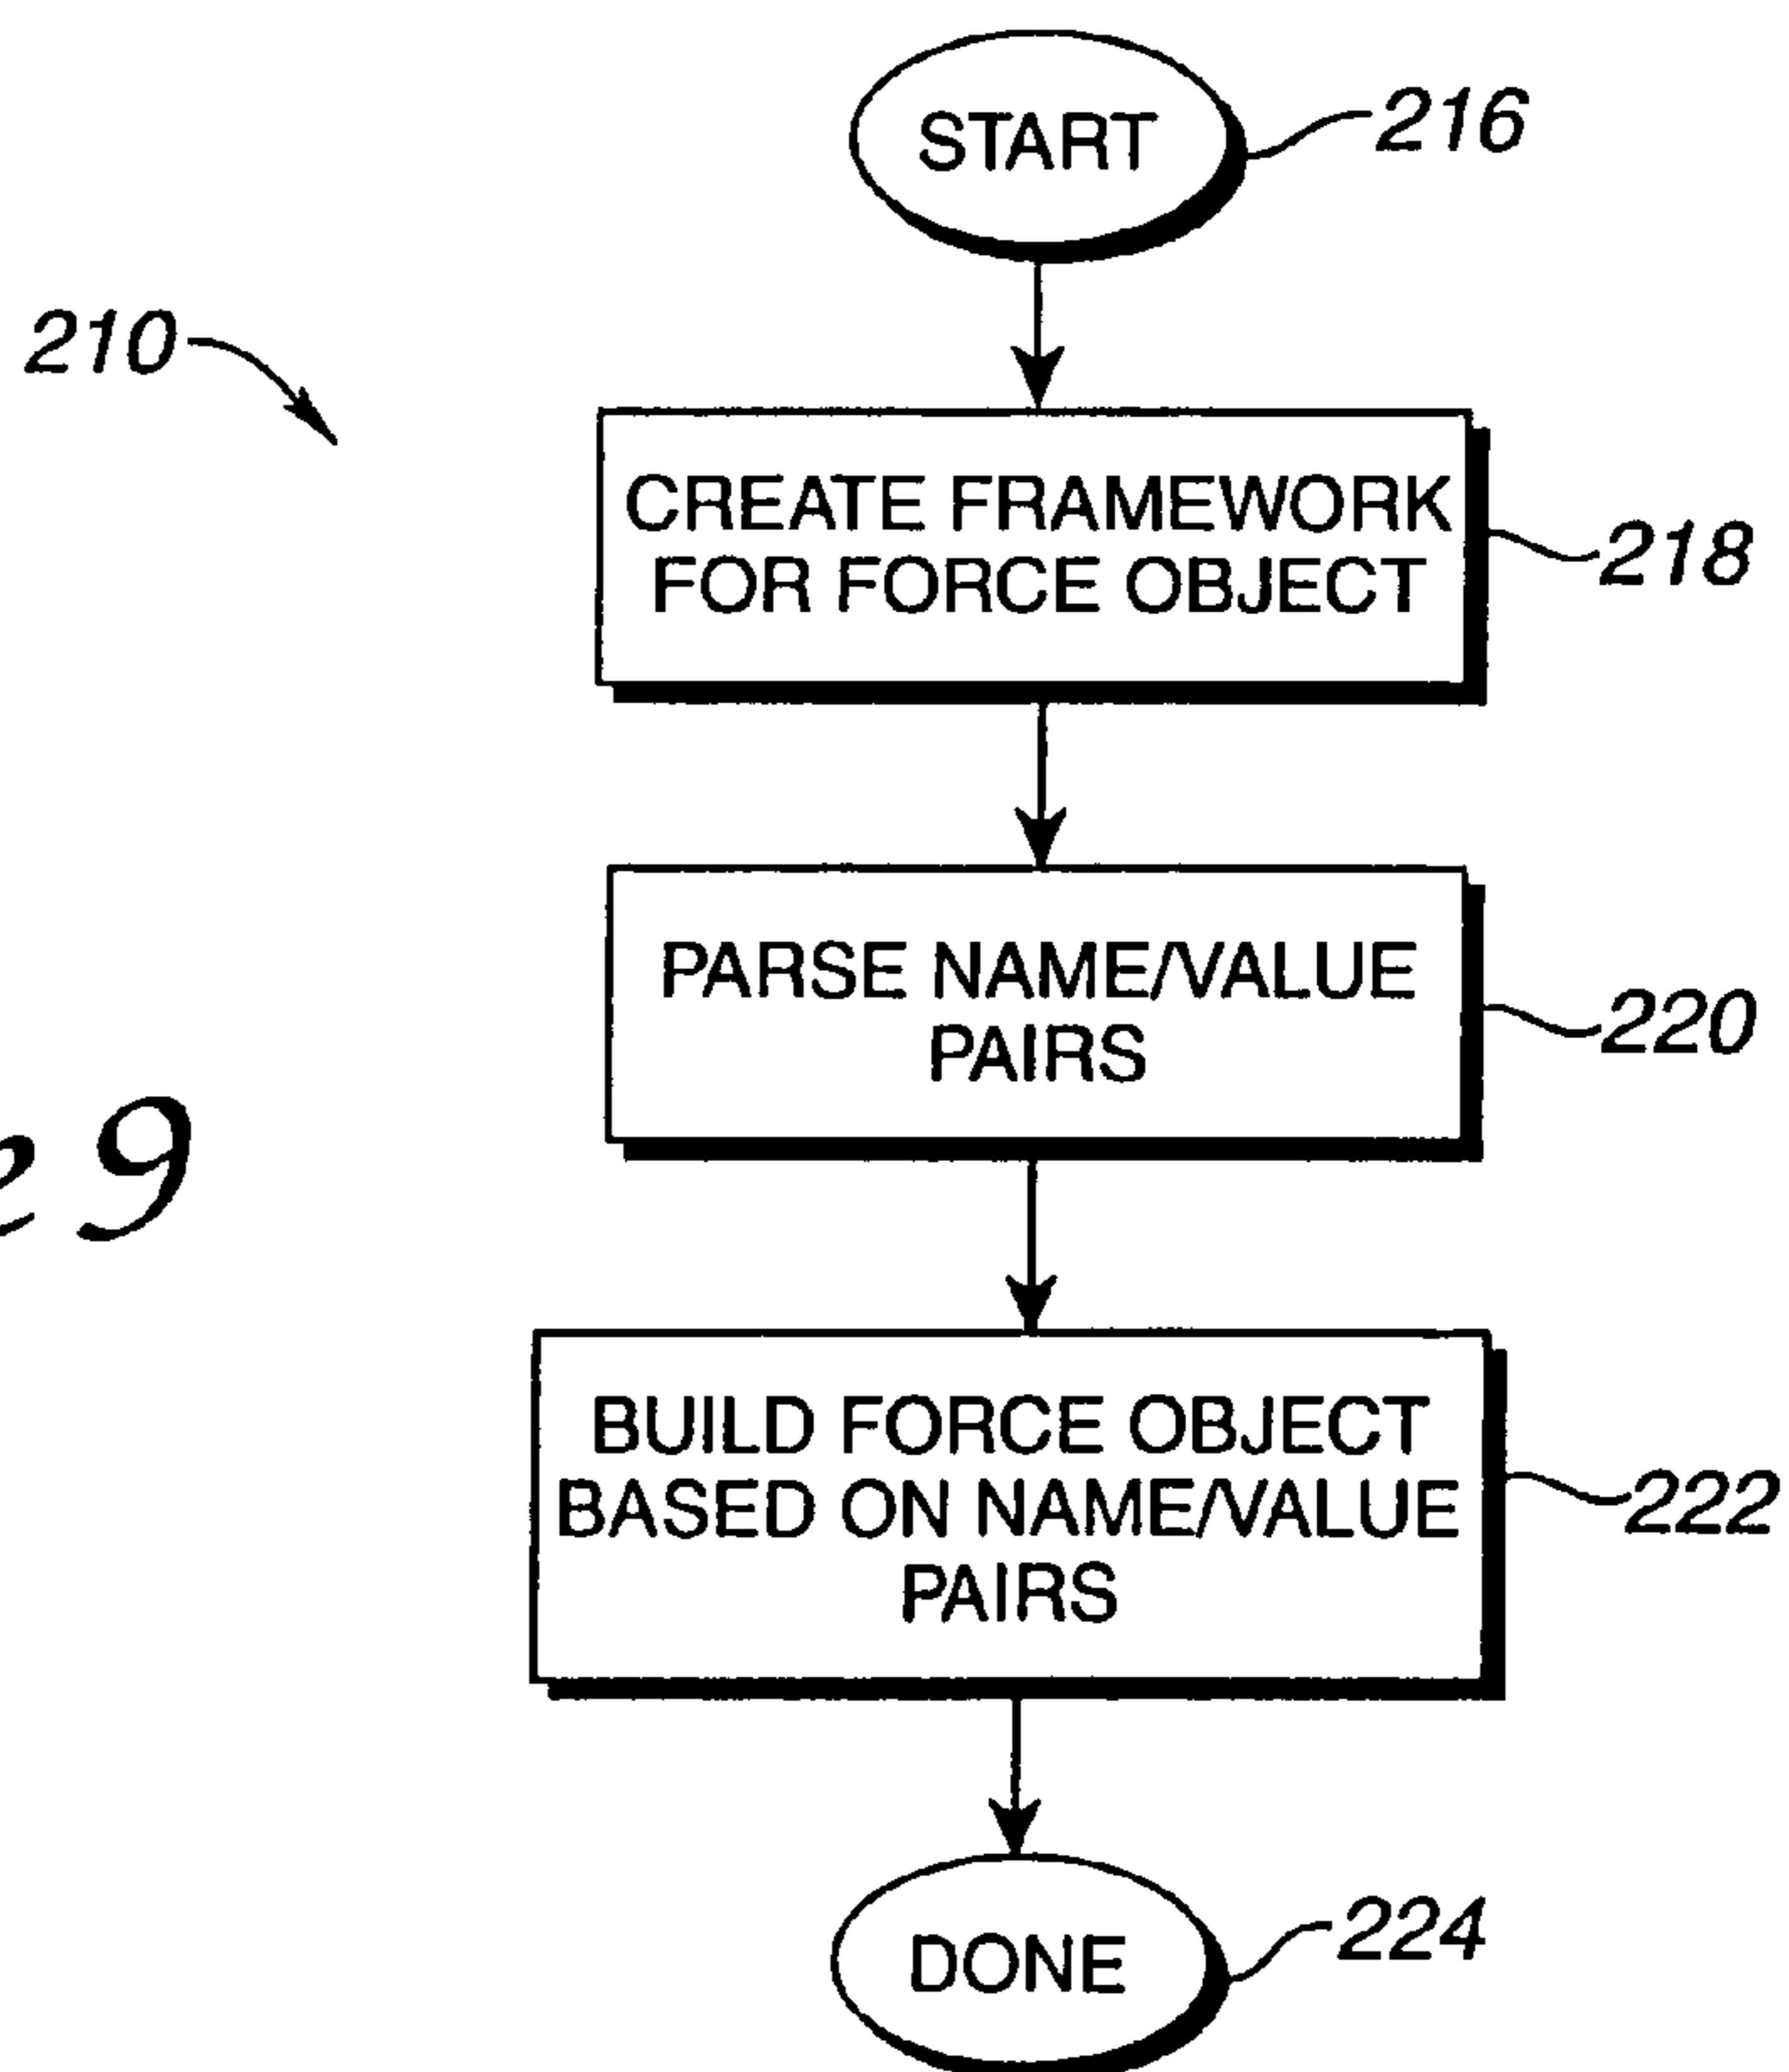 START
216
210
CREATE FRAMEWORK
FOR FORCE OBJECT
218
PARSE NAME/VALUE
PAIRS
220
9
BUILD FORCE OBJECT
BASED ON NAME/VALUE
PAIRS
222
DONE
224